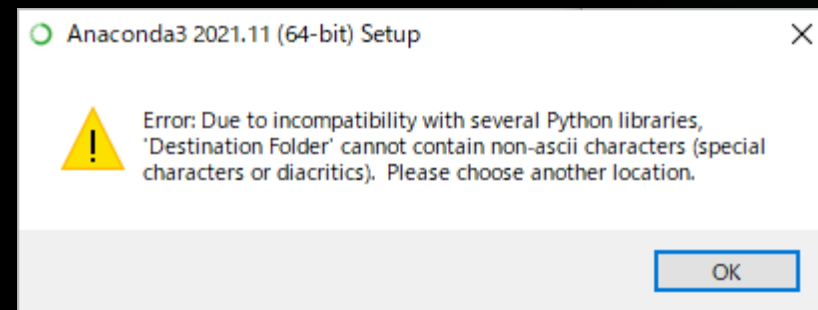 Anaconda3 2021.11 (64-bit) Setup
Error: Due to incompatibility with several Python libraries,
'Destination Folder' cannot contain non-ascii characters (special
characters or diacritics).  Please choose another location.
OK